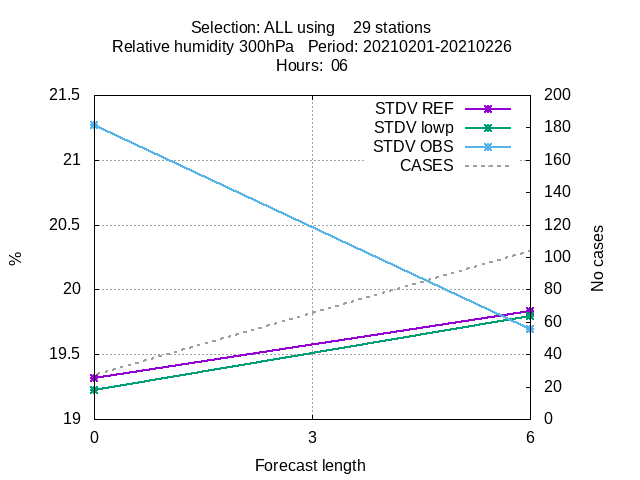 Selection: ALL using    29 stations
Relative humidity 300hPa   Period: 20210201-20210226
Hours:  06
21.5
21
20.5
20
19.5
19
%
200
180
160
140
120
100
80
60
40
20
0
No cases
STDV REF
STDV lowp
STDV OBS
CASES
0 3 6
Forecast length